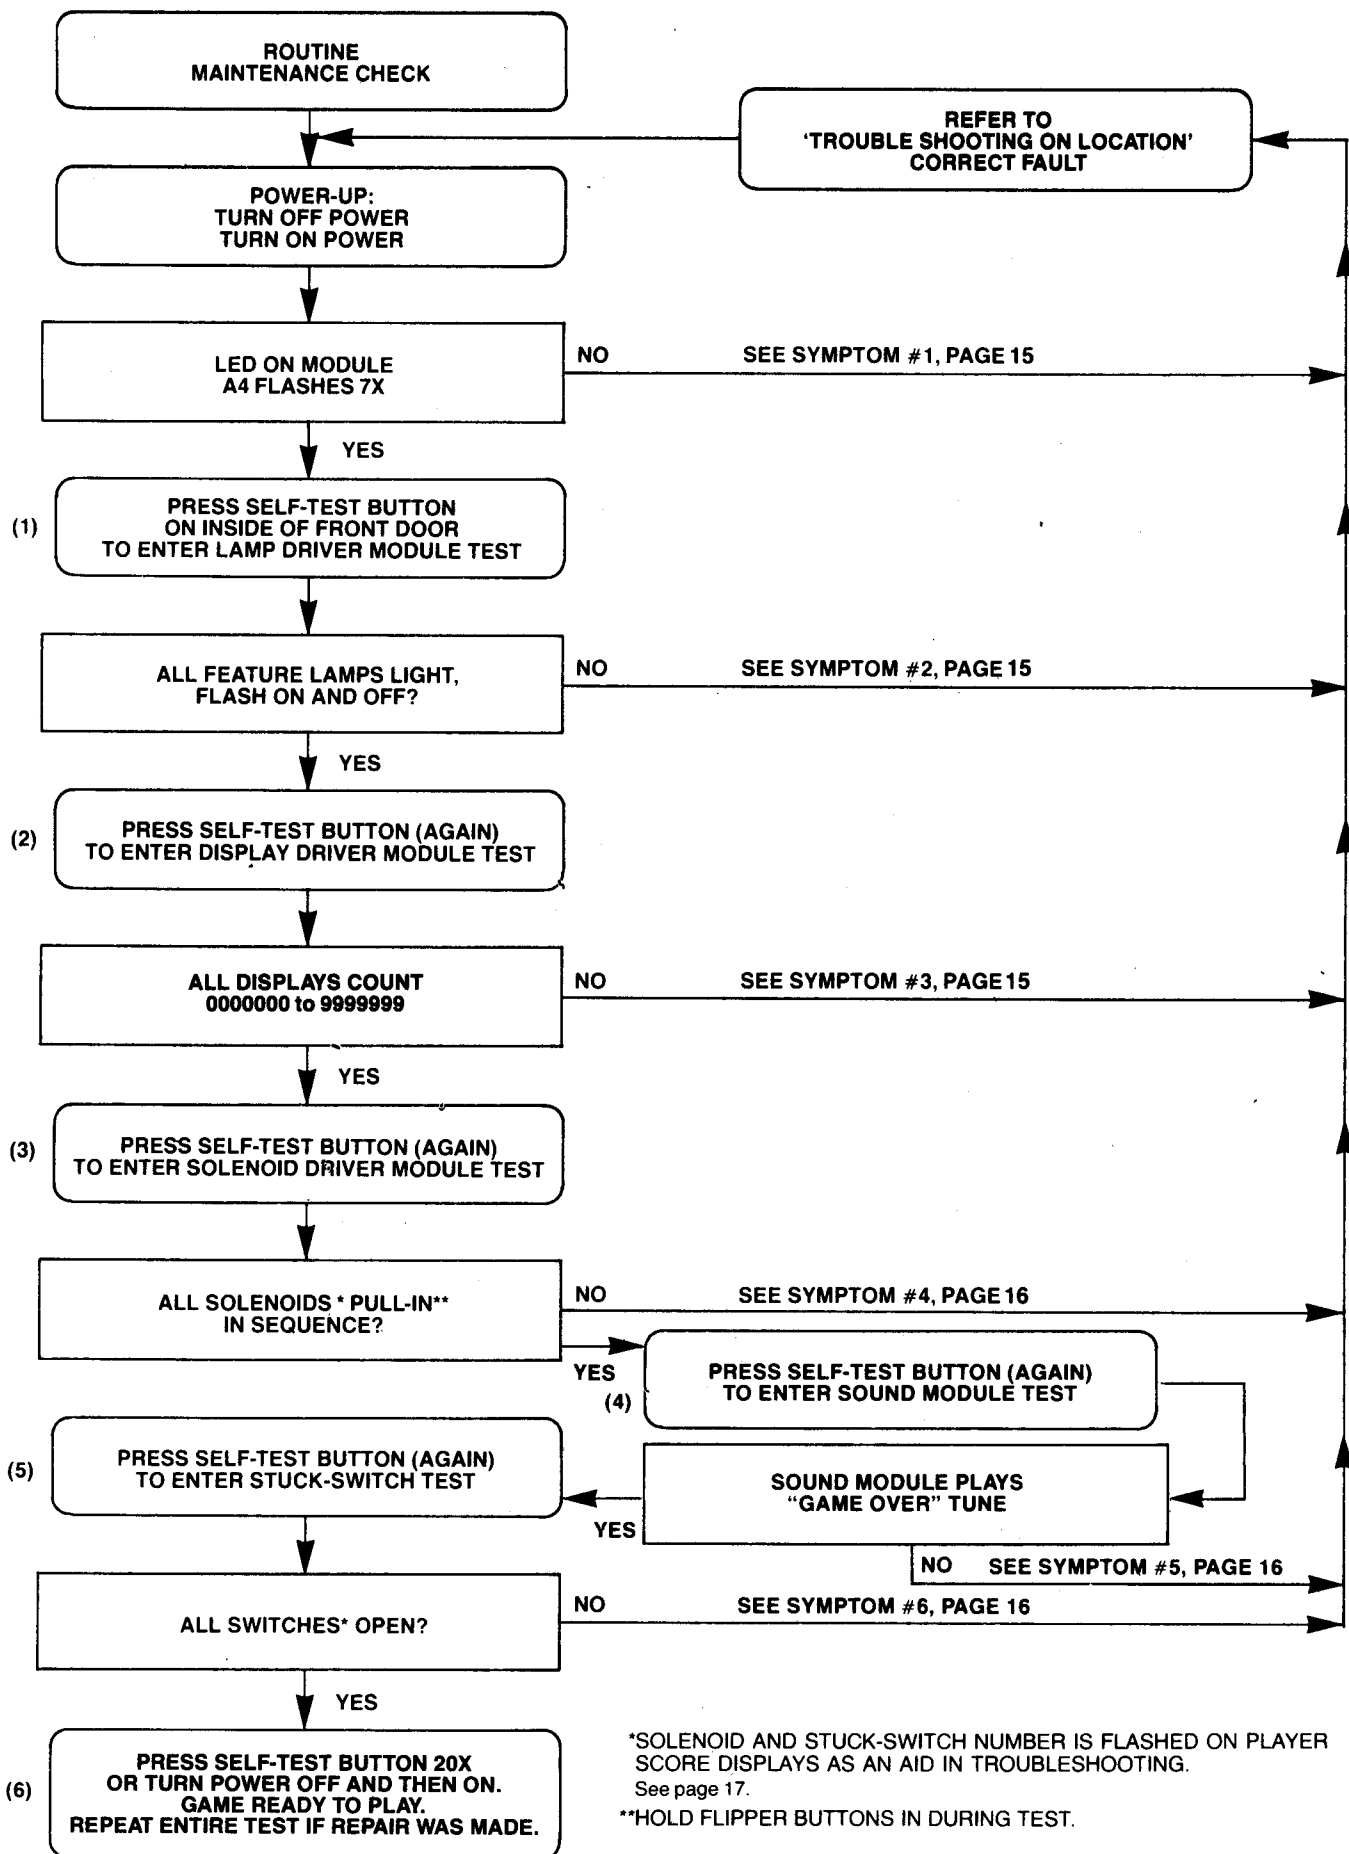 ROUTINE
MAINTENANCE CHECK
REFER TO
'TROUBLE SHOOTING ON LOCATION'
CORRECT FAULT
POWER-UP:
TURN OFF POWER
TURN ON POWER
LED ON MODULE
A4 FLASHES 7X
NO
SEE SYMPTOM #1, PAGE 15
YES
(1)
PRESS SELF-TEST BUTTON
ON INSIDE OF FRONT DOOR
TO ENTER LAMP DRIVER MODULE TEST
ALL FEATURE LAMPS LIGHT,
FLASH ON AND OFF?
NO
SEE SYMPTOM #2, PAGE 15
YES
(2)
PRESS SELF-TEST BUTTON (AGAIN)
TO ENTER DISPLAY DRIVER MODULE TEST
ALL DISPLAYS COUNT
0000000 to 9999999
NO
SEE SYMPTOM #3, PAGE 15
YES
(3)
PRESS SELF-TEST BUTTON (AGAIN)
TO ENTER SOLENOID DRIVER MODULE TEST
ALL SOLENOIDS * PULL-IN**
IN SEQUENCE?
NO
SEE SYMPTOM #4, PAGE 16
YES
(4)
PRESS SELF-TEST BUTTON (AGAIN)
TO ENTER SOUND MODULE TEST
SOUND MODULE PLAYS
"GAME OVER" TUNE
YES
NO
SEE SYMPTOM #5, PAGE 16
(5)
PRESS SELF-TEST BUTTON (AGAIN)
TO ENTER STUCK-SWITCH TEST
ALL SWITCHES* OPEN?
NO
SEE SYMPTOM #6, PAGE 16
YES
(6)
PRESS SELF-TEST BUTTON 20X
OR TURN POWER OFF AND THEN ON.
GAME READY TO PLAY.
REPEAT ENTIRE TEST IF REPAIR WAS MADE.
*SOLENOID AND STUCK-SWITCH NUMBER IS FLASHED ON PLAYER
SCORE DISPLAYS AS AN AID IN TROUBLESHOOTING.
See page 17.
**HOLD FLIPPER BUTTONS IN DURING TEST.